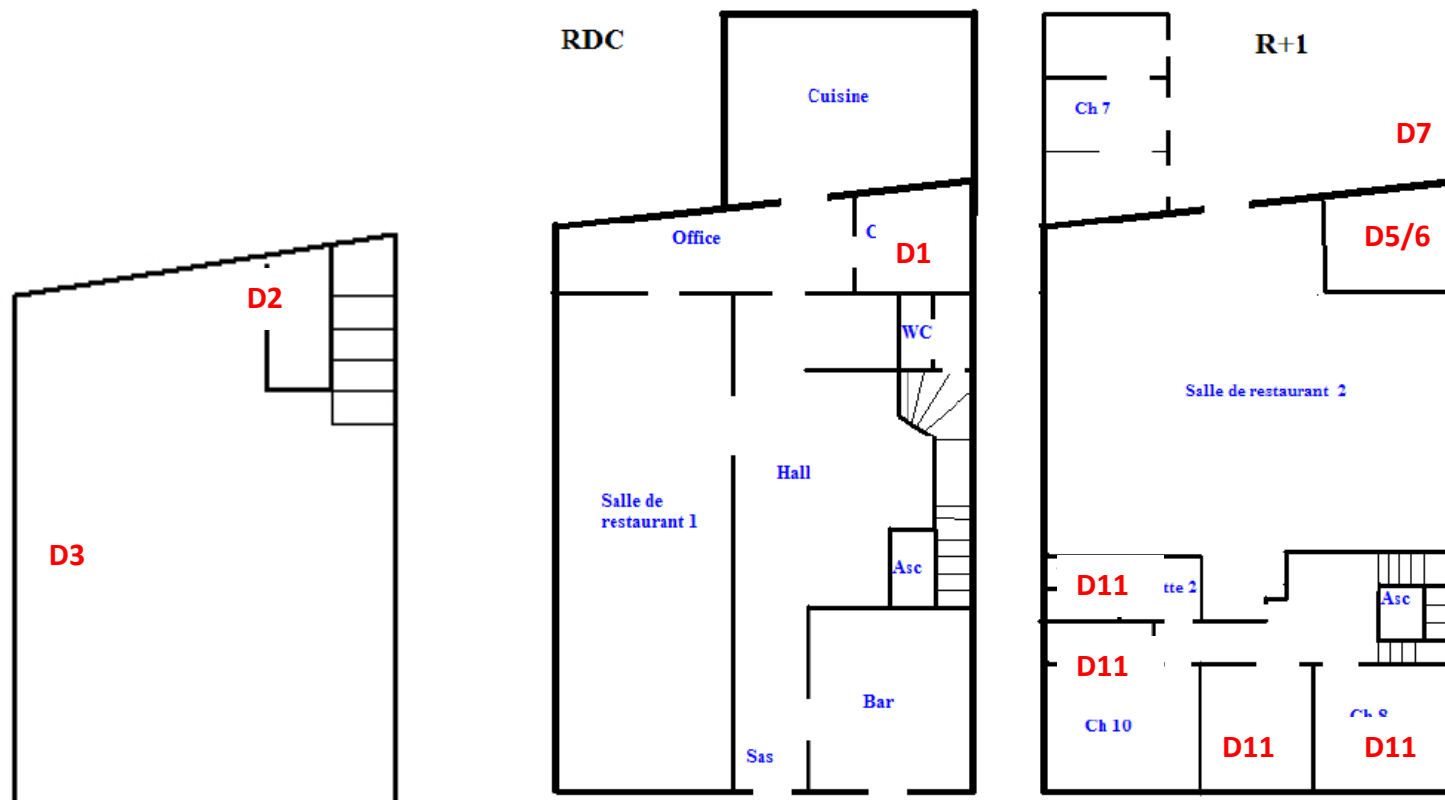 RDC
R+1
Cuisine
Ch 7
D7
Office
C
D1
D5/6
D2
WC
Salle de restaurant 2
Hall
Salle de
restaurant 1
D3
Asc
D11
tte 2
Asc
D11
Bar
Ch 10
Ch 8
Sas
D11
D11